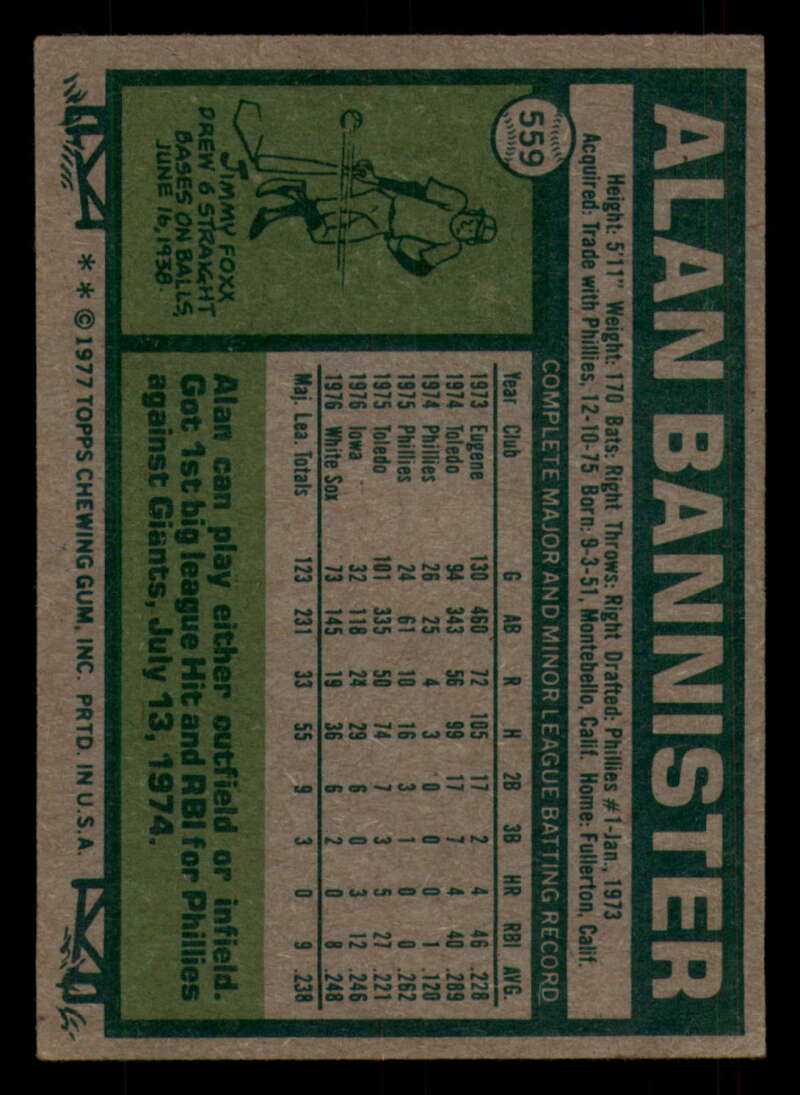 559
ALAN BANNISTER
Height: 5'11" Weight: 170 Bats: Right Throws: Right Drafted: Phillies #1-Jan., 1973
Acquired: Trade with Phillies, 12-10-75 Born: 9-3-51, Montebello, Calif. Home: Fullerton, Calif.
COMPLETE MAJOR AND MINOR LEAGUE BATTING RECORD
Year Club G AB R H 2B 3B HR RBI AVG.
1973 Eugene 130 460 72 105 17 2 4 46 .228
1974 Toledo 94 343 56 99 17 7 4 40 .289
1974 Phillies 26 25 4 3 0 0 0 1 .120
1975 Phillies 24 61 10 16 3 1 0 0 .262
1975 Toledo 101 335 50 74 7 3 5 27 .221
1976 Iowa 32 118 24 29 6 0 3 12 .246
1976 White Sox 73 145 19 36 6 2 0 8 .248
Maj. Lea. Totals 123 231 33 55 9 3 0 9 .238
JIMMY FOXX
DREW 6 STRAIGHT
BASES ON BALLS,
JUNE 16, 1938.
Alan can play either outfield or infield.
Got 1st big league Hit and RBI for Phillies
against Giants, July 13, 1974.
* * © 1977 TOPPS CHEWING GUM, INC. PRTD. IN U.S.A.